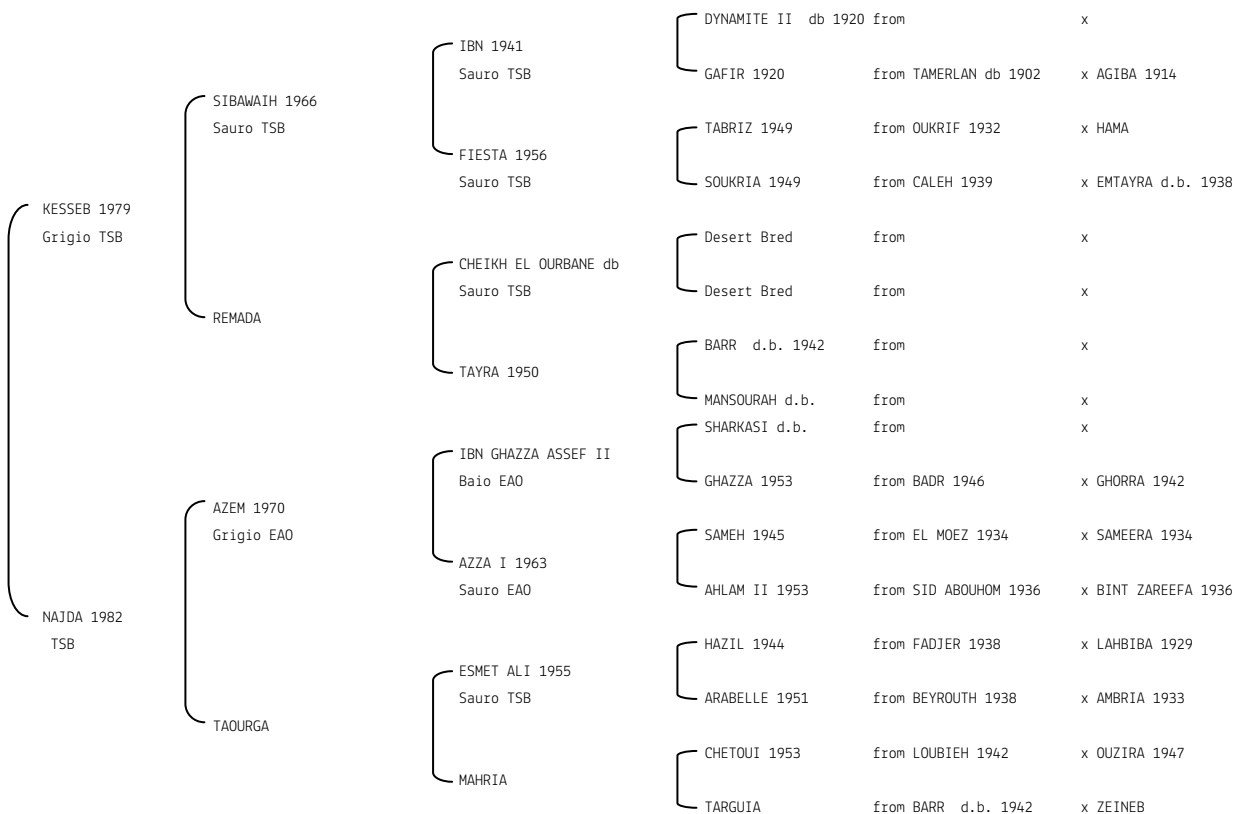 DYNAMITE II db 1920 from x
IBN 1941
Sauro TSB
GAFIR 1920 from TAMERLAN db 1902 x AGIBA 1914
SIBAWAIH 1966
Sauro TSB
TABRIZ 1949 from OUKRIF 1932 x HAMA
FIESTA 1956
Sauro TSB
SOUKRIA 1949 from CALEH 1939 x EMTAYRA d.b. 1938
KESSEB 1979
Grigio TSB
Desert Bred from x
CHEIKH EL OURBANE db
Sauro TSB
Desert Bred from x
REMADA
BARR d.b. 1942 from x
TAYRA 1950
MANSOURAH d.b. from x
SHARKASI d.b. from x
IBN GHAZZA ASSEF II
Baio EAO
GHAZZA 1953 from BADR 1946 x GHORRA 1942
AZEM 1970
Grigio EAO
SAMEH 1945 from EL MOEZ 1934 x SAMEERA 1934
AZZA I 1963
Sauro EAO
AHLAM II 1953 from SID ABOUHOM 1936 x BINT ZAREEFA 1936
NAJDA 1982
TSB
HAZIL 1944 from FADJER 1938 x LAHBIBA 1929
ESMET ALI 1955
Sauro TSB
ARABELLE 1951 from BEYROUTH 1938 x AMBRIA 1933
TAOURGA
CHETOUI 1953 from LOUBIEH 1942 x OUZIRA 1947
MAHRIA
TARGUIA from BARR d.b. 1942 x ZEINEB